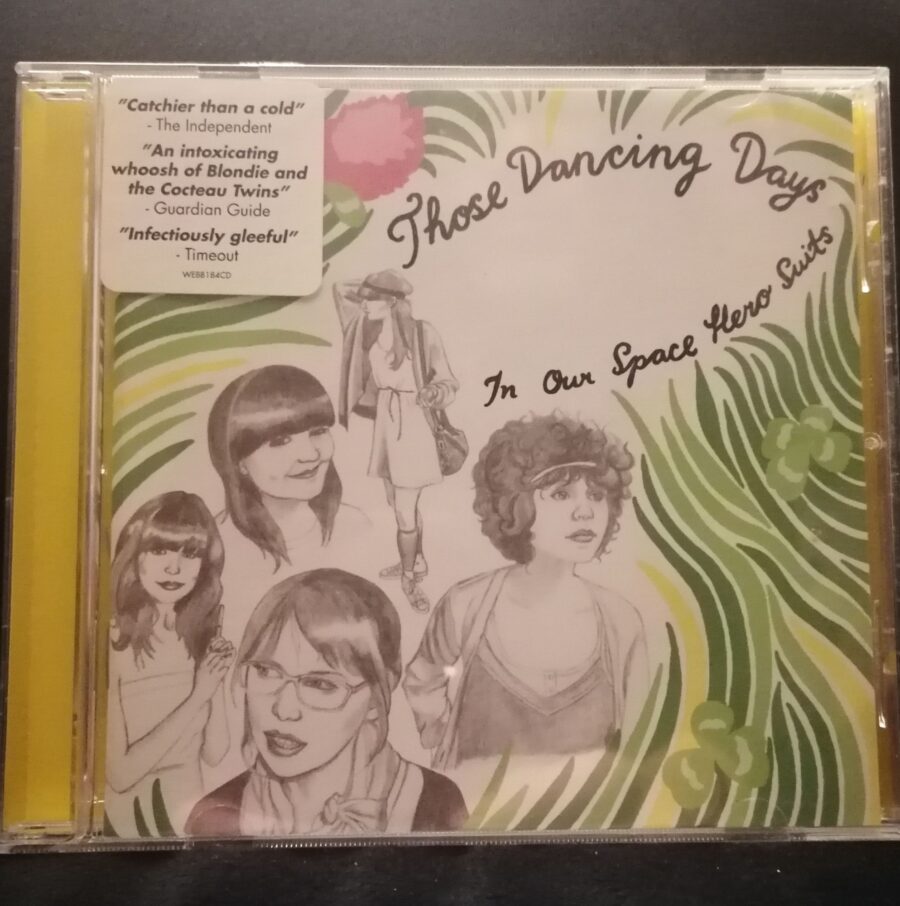 "Catchier than a cold"
- The Independent
"An intoxicating
whoosh of Blondie and
the Cocteau Twins"
- Guardian Guide
"Infectiously gleeful"
- Timeout
WEBB184CD
Those Dancing Days
In Our Space Hero Suits